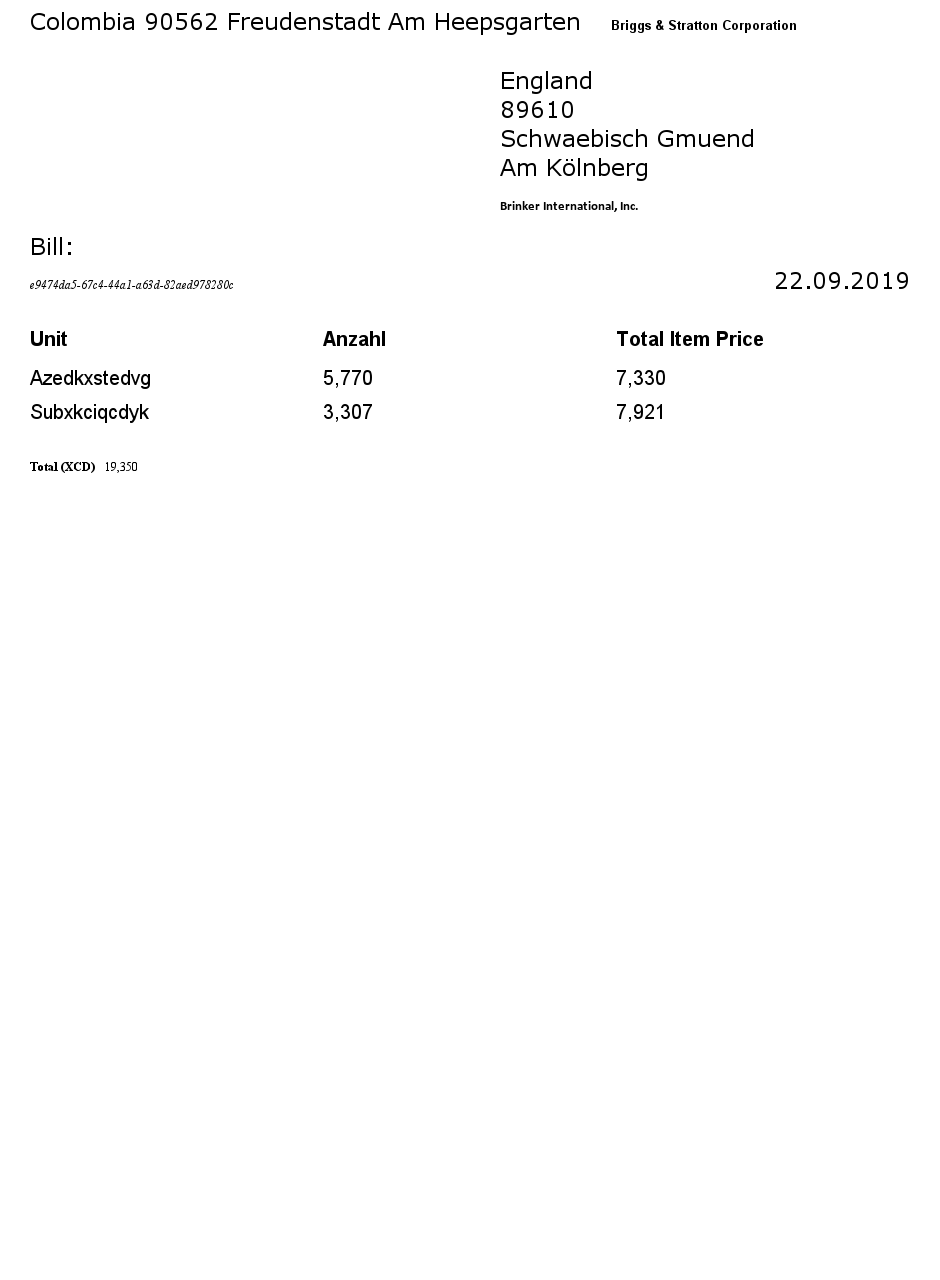 Colombia 90562 Freudenstadt Am Heepsgarten Briggs & Stratton Corporation
England
89610
Schwaebisch Gmuend
Am Kölnberg
Brinker International, Inc.
Bill:
e9474da5-67c4-44a1-a63d-82aed978280c 22.09.2019
Unit Anzahl Total Item Price
Azedkxstedvg 5,770 7,330
Subxkciqcdyk 3,307 7,921
Total (XCD) 19,350